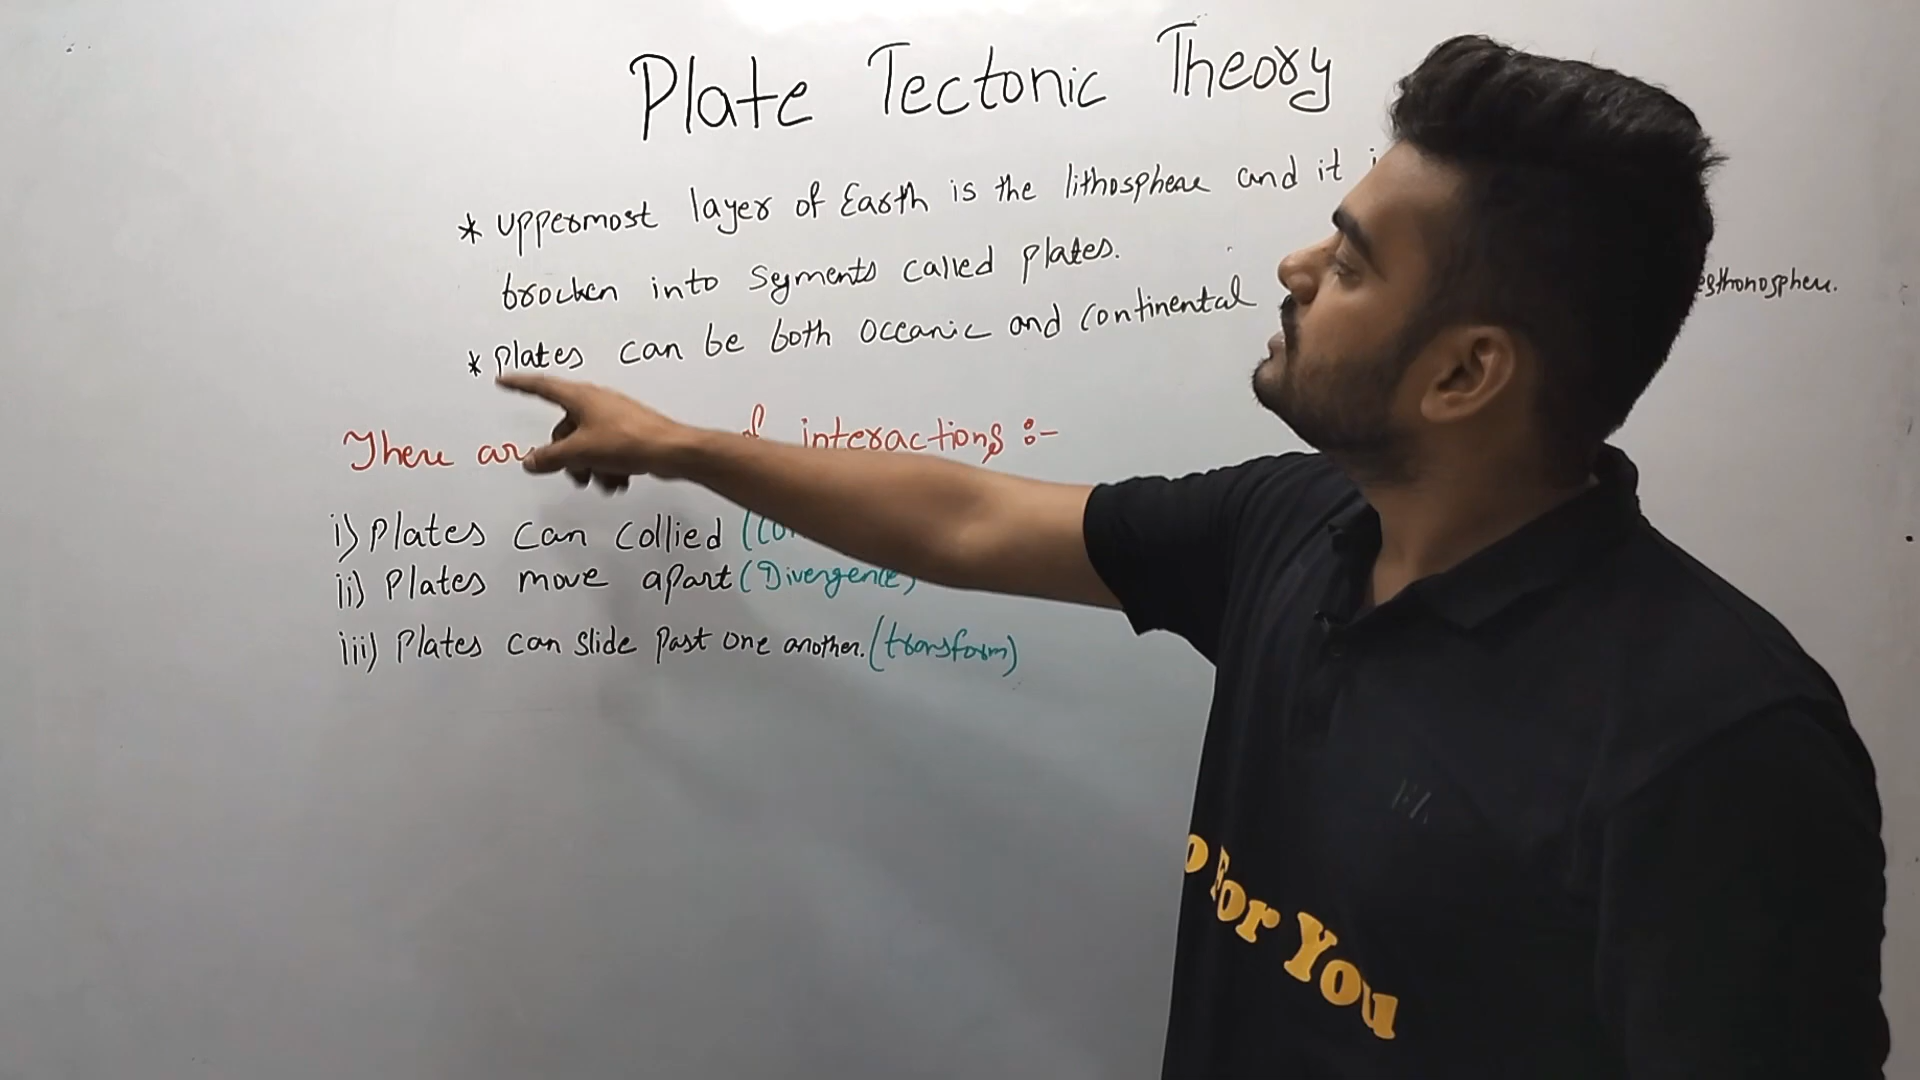 Plate Tectonic Theory
* uppermost layer of Earth is the lithosphere and it
brocken into segments called plates.
* plates can be both oceanic and continental
There interactions :-
i) Plates can collied
ii) Plates move apart (Divergence)
iii) Plates can slide past one another. (transform)
For You